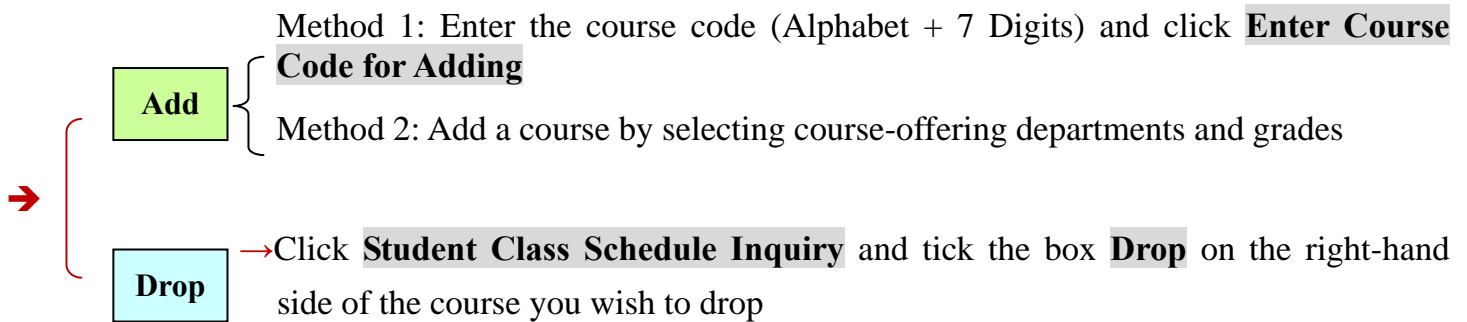 Method 1: Enter the course code (Alphabet + 7 Digits) and click Enter Course
Code for Adding
Add
Method 2: Add a course by selecting course-offering departments and grades
→Click Student Class Schedule Inquiry and tick the box Drop on the right-hand
Drop
side of the course you wish to drop